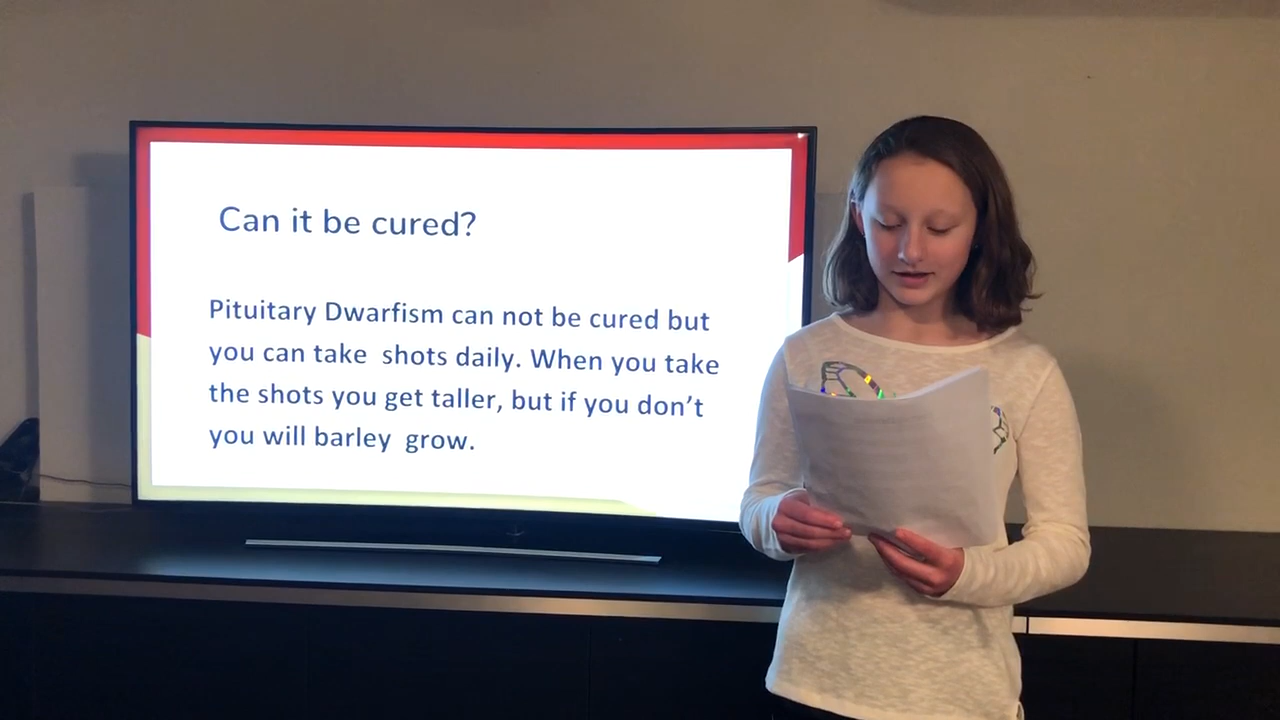 Can it be cured?
Pituitary Dwarfism can not be cured but
you can take shots daily. When you take
the shots you get taller, but if you don’t
you will barley grow.